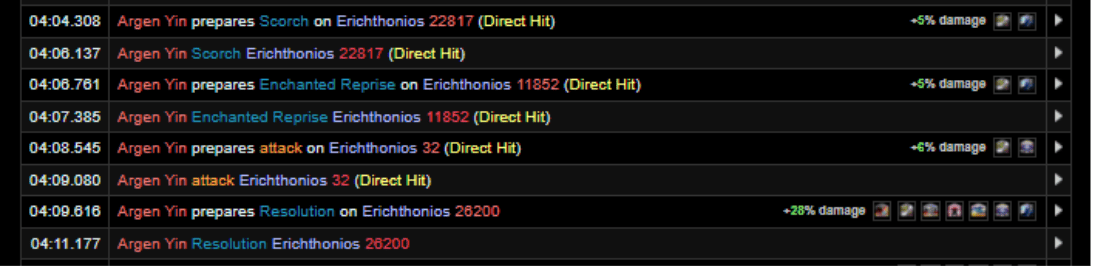 04:04.308 Argen Yin prepares Scorch on Erichthonios 22817 (Direct Hit) +5% damage
04:06.137 Argen Yin Scorch Erichthonios 22817 (Direct Hit)
04:06.761 Argen Yin prepares Enchanted Reprise on Erichthonios 11852 (Direct Hit) +5% damage
04:07.385 Argen Yin Enchanted Reprise Erichthonios 11852 (Direct Hit)
04:08.545 Argen Yin prepares attack on Erichthonios 32 (Direct Hit) +6% damage
04:09.080 Argen Yin attack Erichthonios 32 (Direct Hit)
04:09.616 Argen Yin prepares Resolution on Erichthonios 26200 +28% damage
04:11.177 Argen Yin Resolution Erichthonios 26200